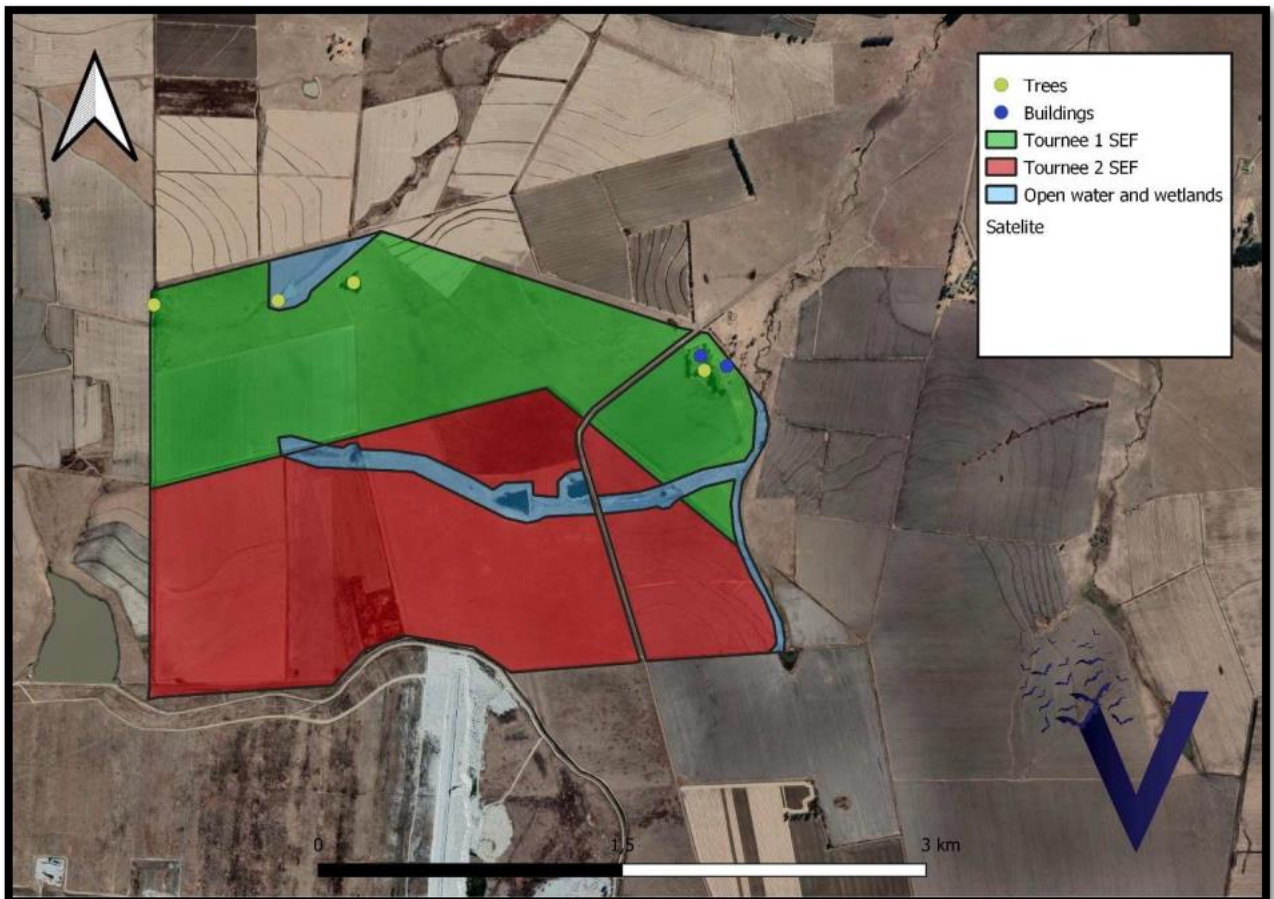 Trees
Buildings
Tournee 1 SEF
Tournee 2 SEF
Open water and wetlands
Satelite
0 1.5 3 km
V